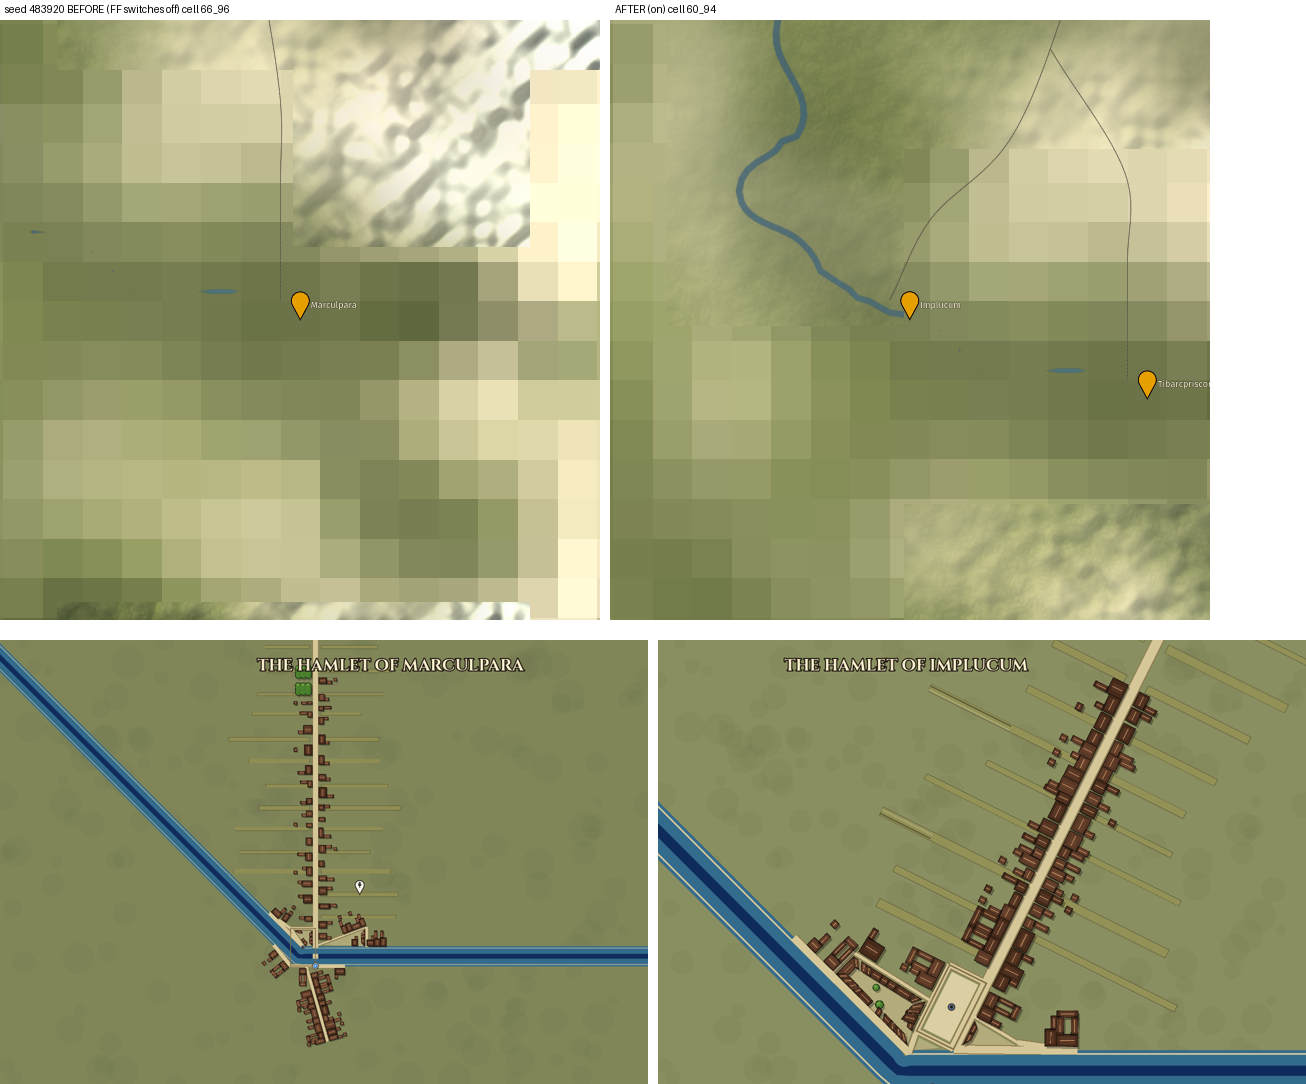 seed 483920 BEFORE (FF switches off) cell 66_96
AFTER (on) cell 60_94
Marculpara
Implucum
THE HAMLET OF MARCULPARA
THE HAMLET OF IMPLUCUM